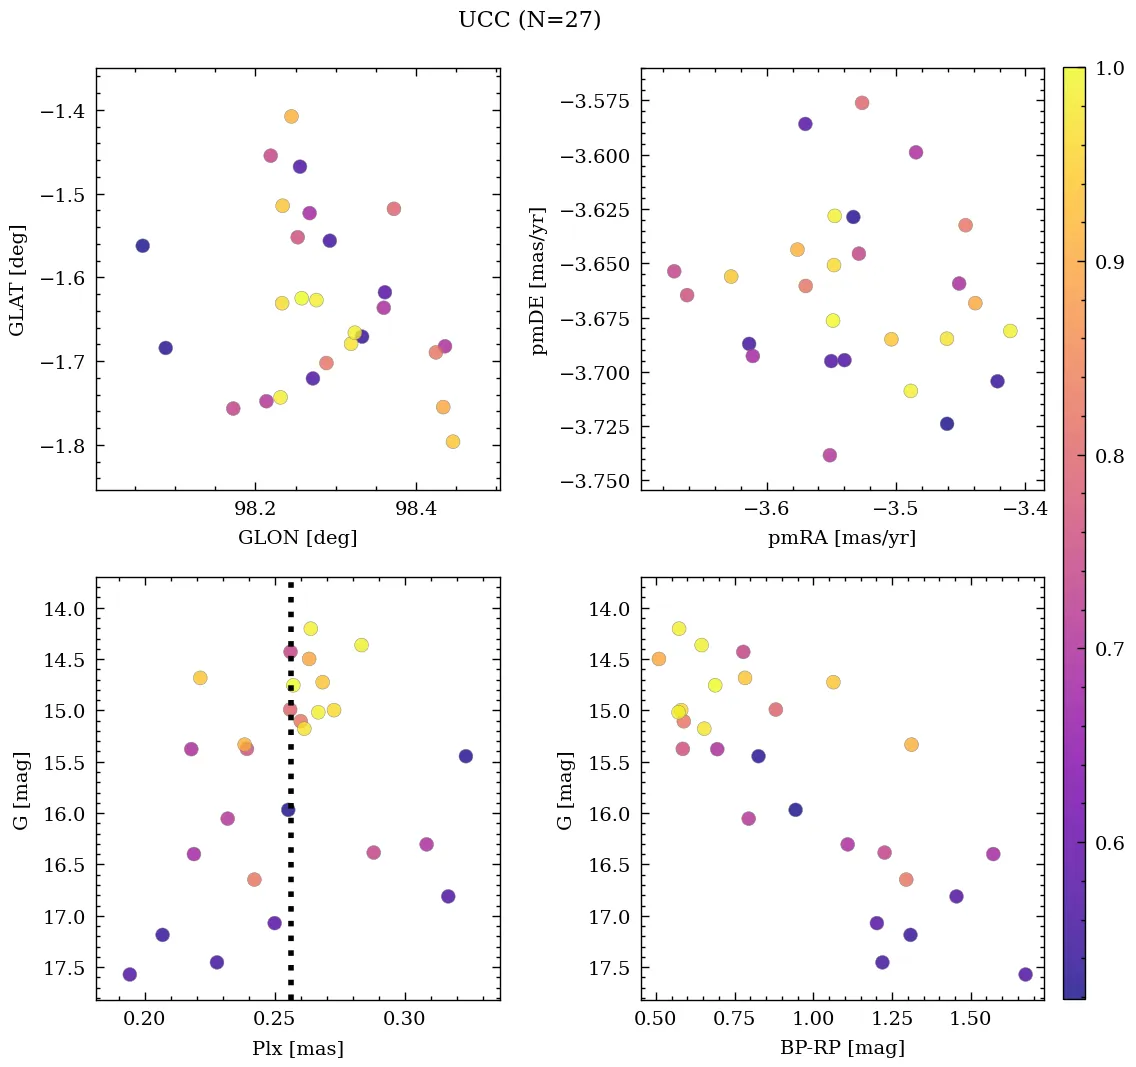 UCC (N=27)
−1.4
−1.5
−1.6
−1.7
−1.8
GLAT [deg]
98.2 98.4
GLON [deg]
−3.575
−3.600
−3.625
−3.650
−3.675
−3.700
−3.725
−3.750
pmDE [mas/yr]
−3.6 −3.5 −3.4
pmRA [mas/yr]
14.0
14.5
15.0
15.5
16.0
16.5
17.0
17.5
G [mag]
0.20 0.25 0.30
Plx [mas]
14.0
14.5
15.0
15.5
16.0
16.5
17.0
17.5
G [mag]
0.50 0.75 1.00 1.25 1.50
BP-RP [mag]
1.0
0.9
0.8
0.7
0.6